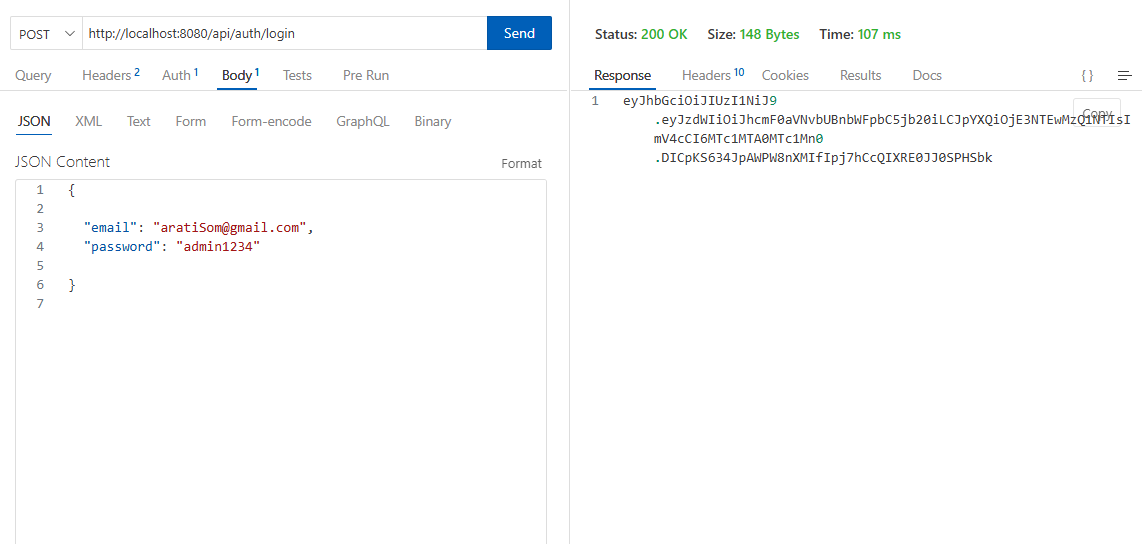 POST http://localhost:8080/api/auth/login Send
Query Headers 2 Auth 1 Body 1 Tests Pre Run
JSON XML Text Form Form-encode GraphQL Binary
JSON Content Format
1 {
2
3 "email": "aratiSom@gmail.com",
4 "password": "admin1234"
5
6 }
7
Status: 200 OK Size: 148 Bytes Time: 107 ms
Response Headers 10 Cookies Results Docs { }
Copy
1 eyJhbGciOiJIUzI1NiJ9
mV4cCI6MTc1MTA0MTc1Mn0
.DICpKS634JpAWPW8nXMIfIpj7hCcQIXRE0JJ0SPHSbk